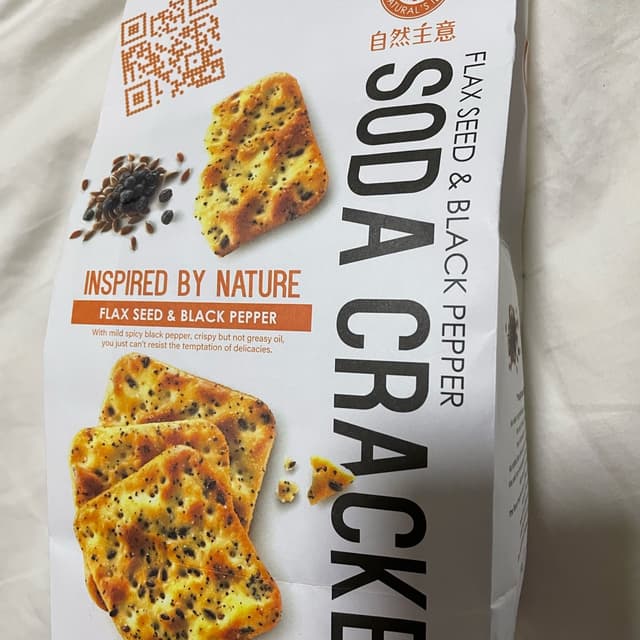 自然主意
FLAX SEED & BLACK PEPPER
SODA CRACKE
INSPIRED BY NATURE
FLAX SEED & BLACK PEPPER
With mild spicy black pepper, crispy but not greasy oil,
you just can't resist the temptation of delicacies.